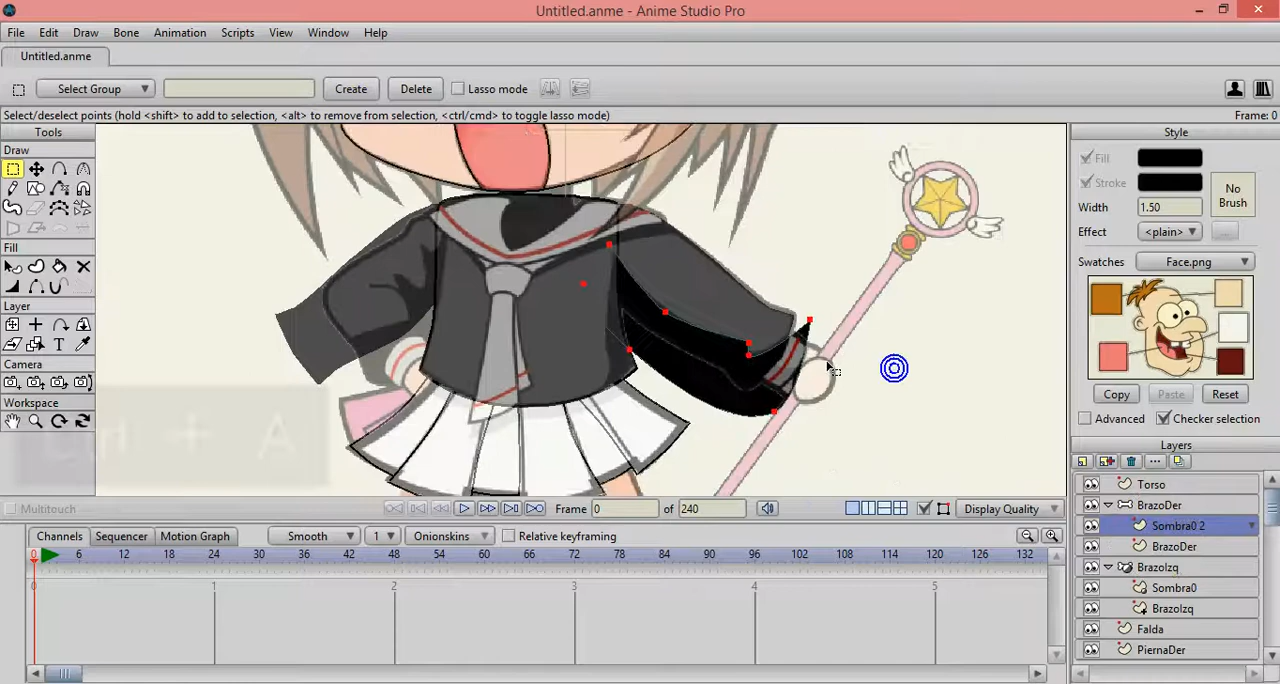 Untitled.anme - Anime Studio Pro
File Edit Draw Bone Animation Scripts View Window Help
Untitled.anme
Select Group Create Delete Lasso mode
Select/deselect points (hold <shift> to add to selection, <alt> to remove from selection, <ctrl/cmd> to toggle lasso mode) Frame: 0
Tools
Draw
Fill
Layer
Camera
Workspace
Style
Fill
Stroke
No Brush
Width 1.50
Effect <plain> ...
Swatches Face.png
Copy Paste Reset
Advanced Checker selection
Layers
Torso
BrazoDer
Sombra0 2
BrazoDer
BrazoIzq
Sombra0
BrazoIzq
Falda
PiernaDer
Ctrl + A
Multitouch Frame 0 of 240 Display Quality
Channels Sequencer Motion Graph Smooth 1 Onionskins Relative keyframing
0 6 12 18 24 30 36 42 48 54 60 66 72 78 84 90 96 102 108 114 120 126 132
0 1 2 3 4 5